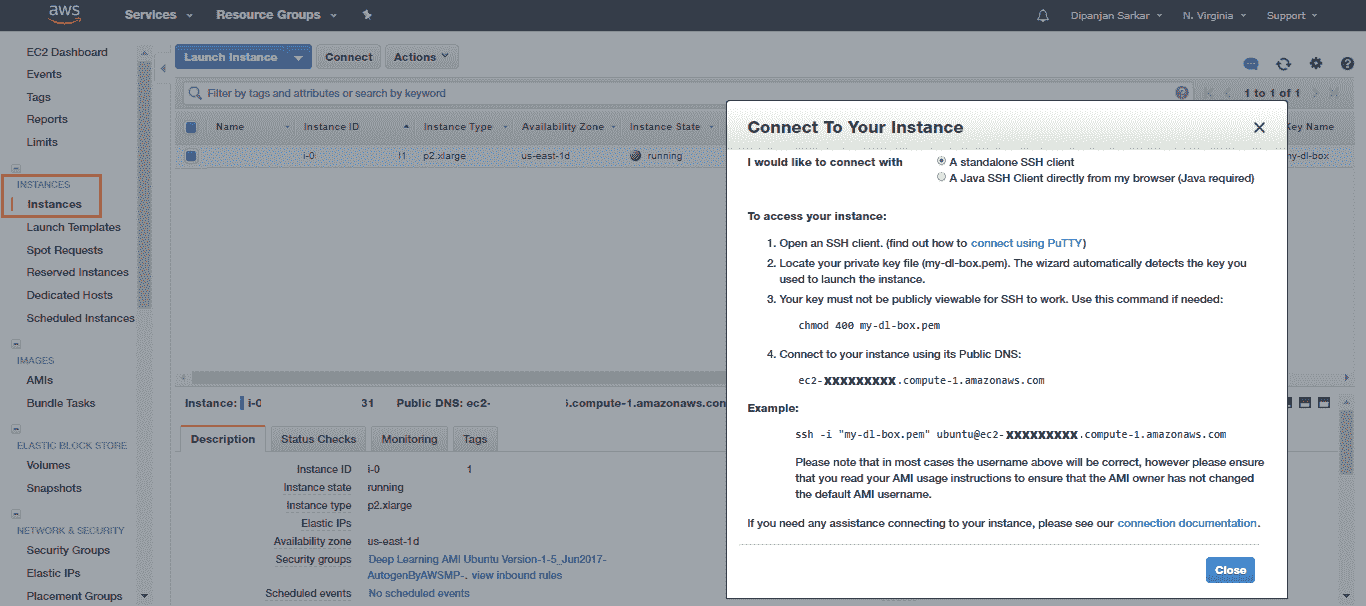 aws Services Resource Groups Dipanjan Sarkar N. Virginia Support
EC2 Dashboard
Events
Tags
Reports
Limits
INSTANCES
Instances
Launch Templates
Spot Requests
Reserved Instances
Dedicated Hosts
Scheduled Instances
IMAGES
AMIs
Bundle Tasks
ELASTIC BLOCK STORE
Volumes
Snapshots
NETWORK & SECURITY
Security Groups
Elastic IPs
Placement Groups
Launch Instance Connect Actions
Filter by tags and attributes or search by keyword
1 to 1 of 1
Name Instance ID Instance Type Availability Zone Instance State Key Name
i-0 p2.xlarge us-east-1d running my-dl-box
Instance: i-0 31 Public DNS: ec2- .compute-1.amazonaws.com
Description Status Checks Monitoring Tags
Instance ID i-0 1
Instance state running
Instance type p2.xlarge
Elastic IPs
Availability zone us-east-1d
Security groups Deep Learning AMI Ubuntu Version-1-5_Jun2017-
AutogenByAWSMP-. view inbound rules
Scheduled events No scheduled events
Connect To Your Instance
I would like to connect with A standalone SSH client
A Java SSH Client directly from my browser (Java required)
To access your instance:
1. Open an SSH client. (find out how to connect using PuTTY)
2. Locate your private key file (my-dl-box.pem). The wizard automatically detects the key you
used to launch the instance.
3. Your key must not be publicly viewable for SSH to work. Use this command if needed:
chmod 400 my-dl-box.pem
4. Connect to your instance using its Public DNS:
ec2-XXXXXXXXX.compute-1.amazonaws.com
Example:
ssh -i "my-dl-box.pem" ubuntu@ec2-XXXXXXXXX.compute-1.amazonaws.com
Please note that in most cases the username above will be correct, however please ensure
that you read your AMI usage instructions to ensure that the AMI owner has not changed
the default AMI username.
If you need any assistance connecting to your instance, please see our connection documentation.
Close